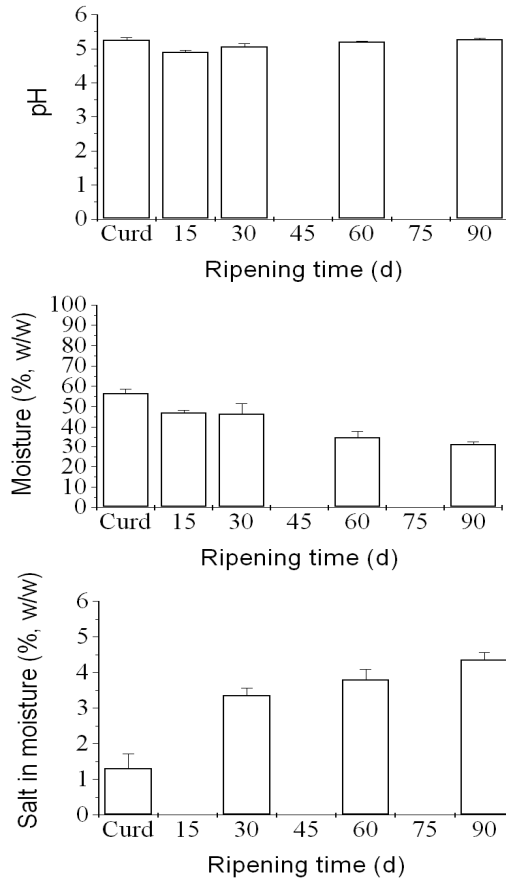 6
5
4
3
2
1
0
pH
Curd 15 30 45 60 75 90
Ripening time (d)
100
90
80
70
60
50
40
30
20
10
0
Moisture (%, w/w)
Curd 15 30 45 60 75 90
Ripening time (d)
6
5
4
3
2
1
0
Salt in moisture (%, w/w)
Curd 15 30 45 60 75 90
Ripening time (d)